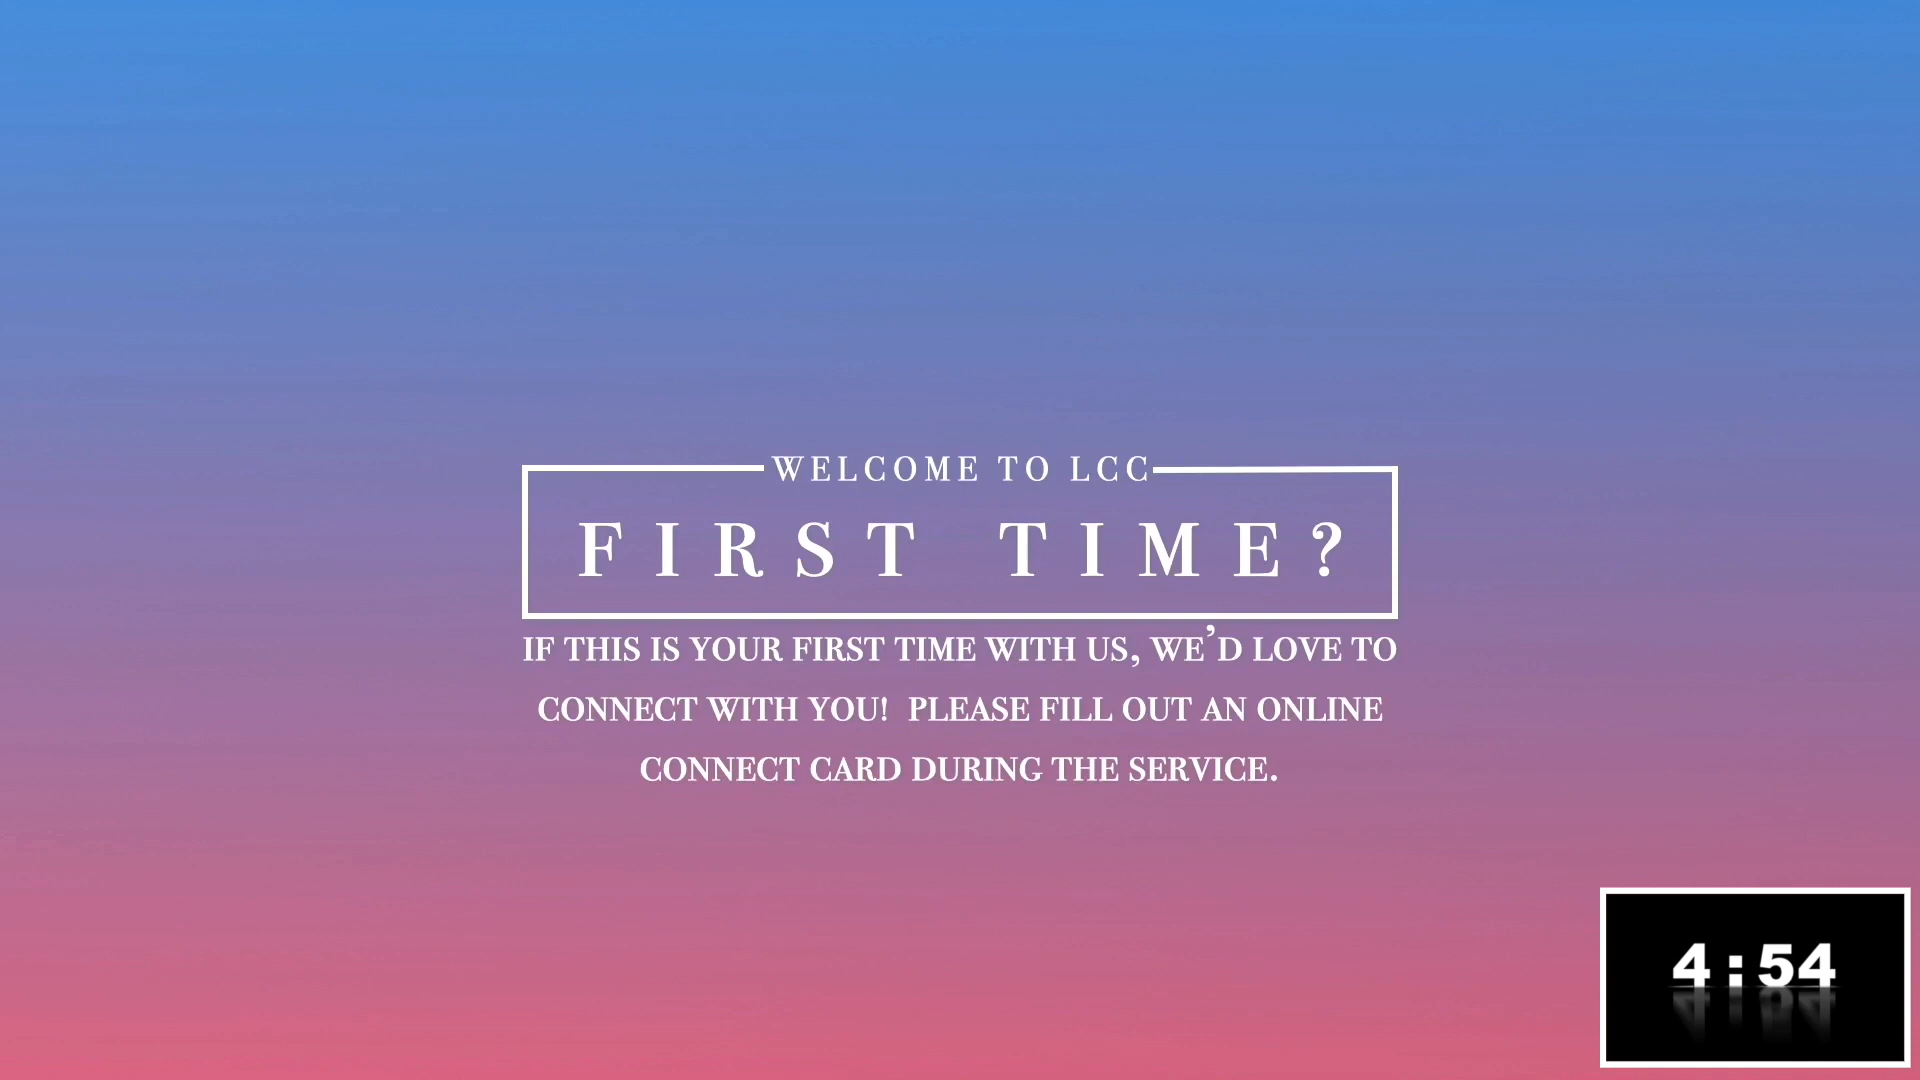 WELCOME TO LCC
FIRST TIME?
IF THIS IS YOUR FIRST TIME WITH US, WE’D LOVE TO
CONNECT WITH YOU!  PLEASE FILL OUT AN ONLINE
CONNECT CARD DURING THE SERVICE.
4:54